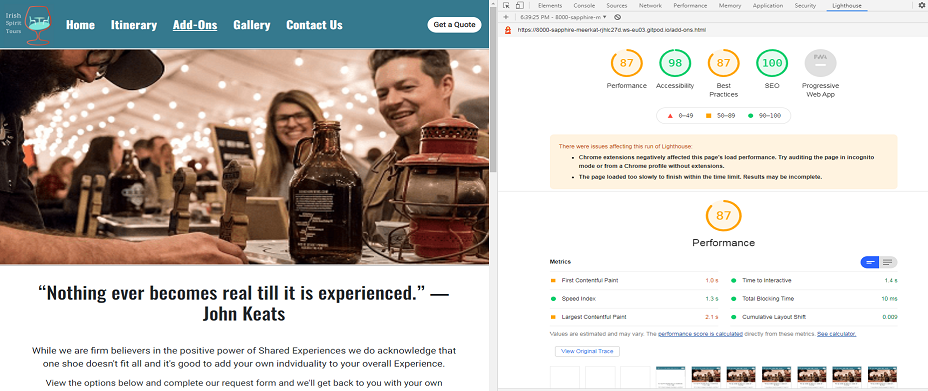 Irish
Spirit
Tours
Home
Itinerary
Add-Ons
Gallery
Contact Us
Get a Quote
“Nothing ever becomes real till it is experienced.” —
John Keats
While we are firm believers in the positive power of Shared Experiences we do acknowledge that
one shoe doesn't fit all and it's good to add your own indviduality to your overall Experience.
View the options below and complete our request form and we'll get back to you with your own
Elements
Console
Sources
Network
Performance
Memory
Application
Security
Lighthouse
6:39:25 PM - 8000-sapphire-m
https://8000-sapphire-meerkat-rjhlc27d.ws-eu03.gitpod.io/add-ons.html
87
98
87
100
Performance
Accessibility
Best
Practices
SEO
Progressive
Web App
0–49
50–89
90–100
There were issues affecting this run of Lighthouse:
Chrome extensions negatively affected this page's load performance. Try auditing the page in incognito
mode or from a Chrome profile without extensions.
The page loaded too slowly to finish within the time limit. Results may be incomplete.
87
Performance
Metrics
First Contentful Paint 1.0 s
Time to Interactive 1.4 s
Speed Index 1.3 s
Total Blocking Time 10 ms
Largest Contentful Paint 2.1 s
Cumulative Layout Shift 0.009
Values are estimated and may vary. The performance score is calculated directly from these metrics. See calculator.
View Original Trace